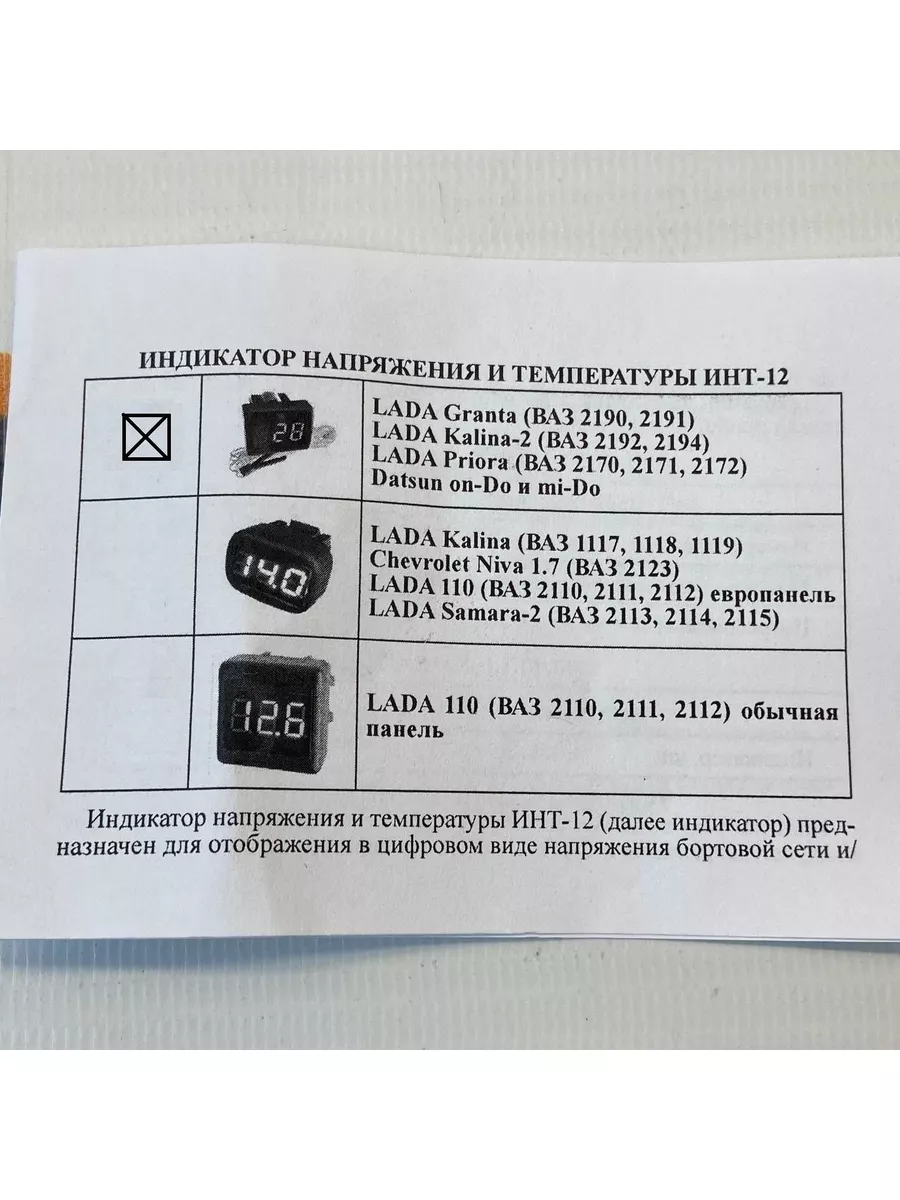 ИНДИКАТОР НАПРЯЖЕНИЯ И ТЕМПЕРАТУРЫ ИНТ-12
28
LADA Granta (ВАЗ 2190, 2191)
LADA Kalina-2 (ВАЗ 2192, 2194)
LADA Priora (ВАЗ 2170, 2171, 2172)
Datsun on-Do и mi-Do
14.0
LADA Kalina (ВАЗ 1117, 1118, 1119)
Chevrolet Niva 1.7 (ВАЗ 2123)
LADA 110 (ВАЗ 2110, 2111, 2112) европанель
LADA Samara-2 (ВАЗ 2113, 2114, 2115)
12.6
LADA 110 (ВАЗ 2110, 2111, 2112) обычная
панель
Индикатор напряжения и температуры ИНТ-12 (далее индикатор) пред-
назначен для отображения в цифровом виде напряжения бортовой сети и/